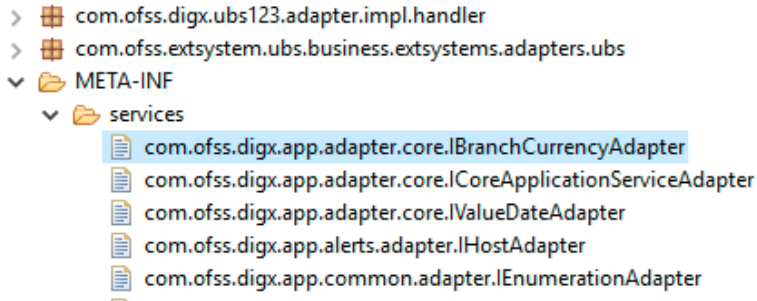 com.ofss.digx.ubs123.adapter.impl.handler
com.ofss.extsystem.ubs.business.extsystems.adapters.ubs
META-INF
services
com.ofss.digx.app.adapter.core.IBranchCurrencyAdapter
com.ofss.digx.app.adapter.core.ICoreApplicationServiceAdapter
com.ofss.digx.app.adapter.core.IValueDateAdapter
com.ofss.digx.app.alerts.adapter.IHostAdapter
com.ofss.digx.app.common.adapter.IEnumerationAdapter